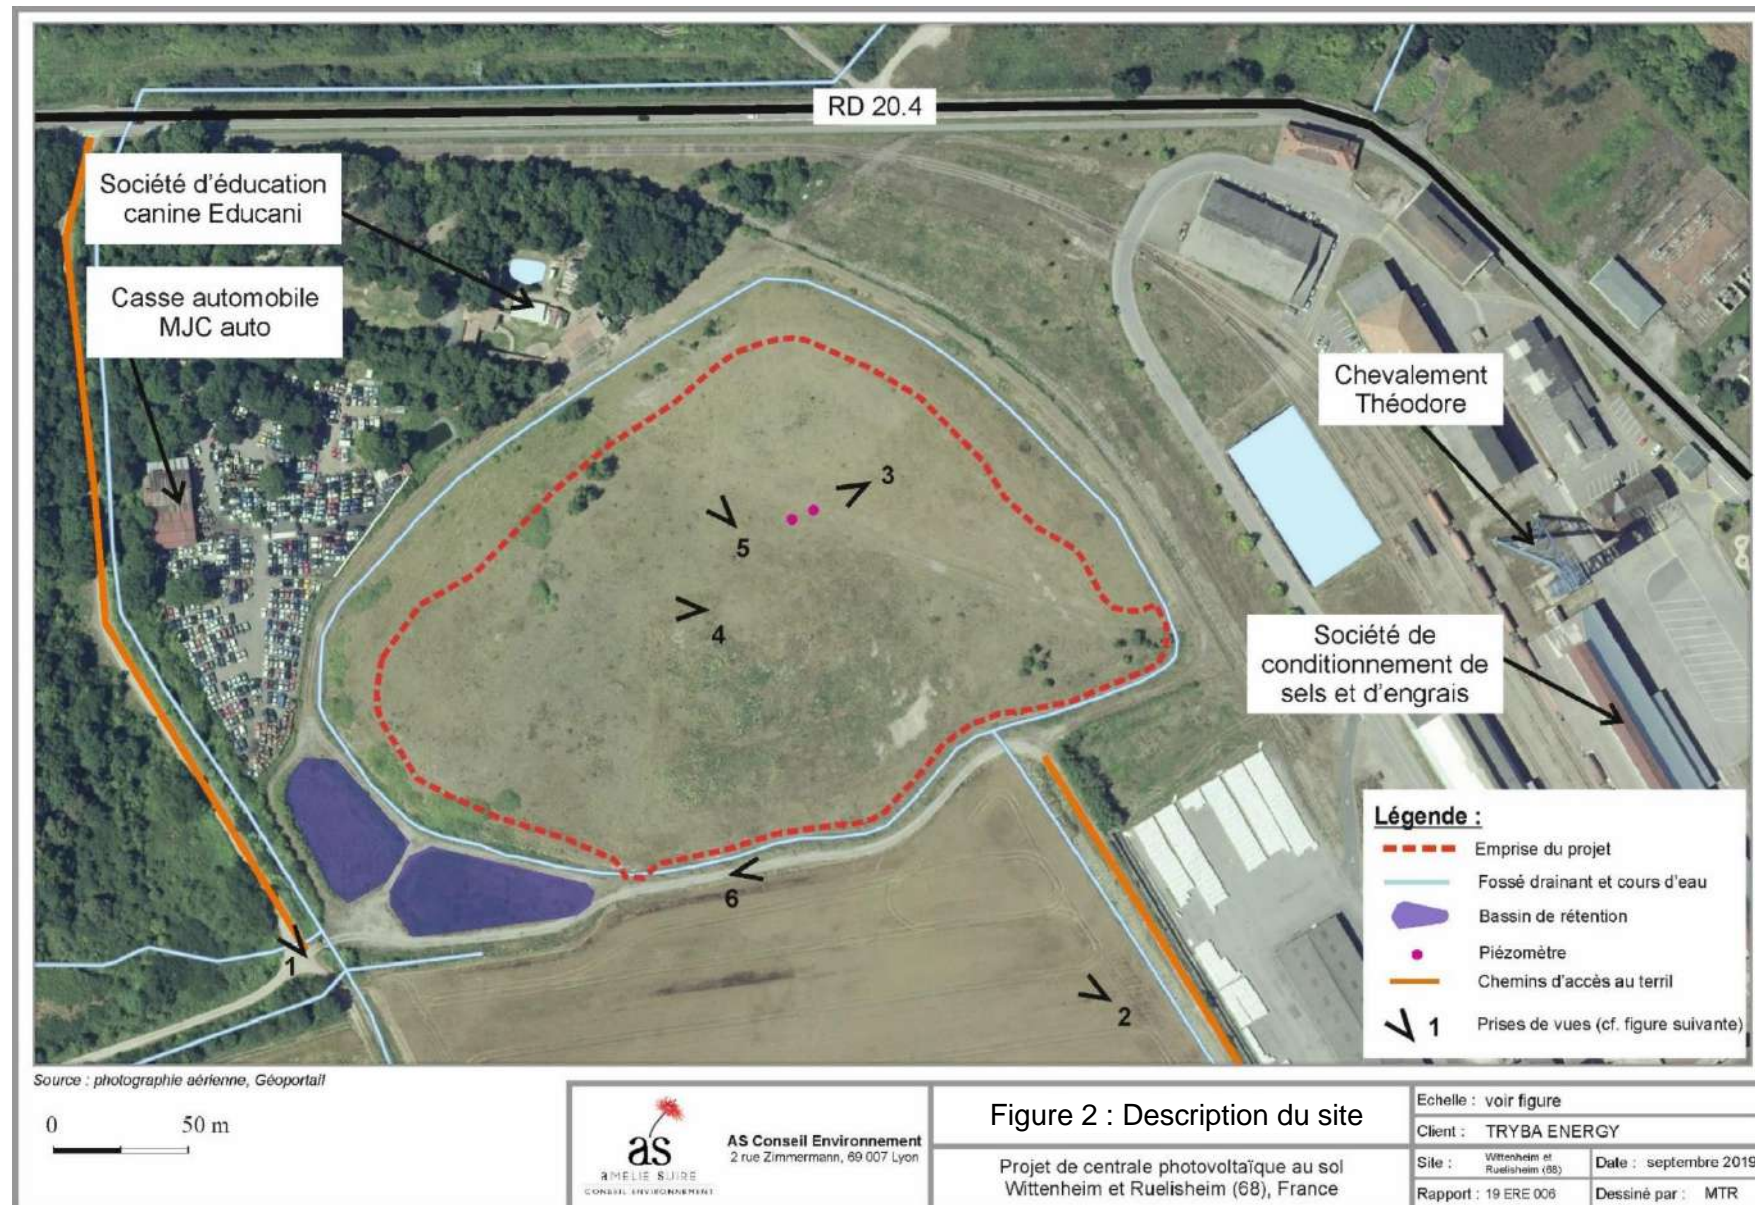 RD 20.4
Société d'éducation
canine Educani
Casse automobile
MJC auto
Chevalement
Théodore
Société de
conditionnement de
sels et d'engrais
3
5
4
6
1
2
Légende :
Emprise du projet
Fossé drainant et cours d'eau
Bassin de rétention
Piézomètre
Chemins d'accès au terril
1 Prises de vues (cf. figure suivante)
Source : photographie aérienne, Géoportail
0 50 m
as
AMELIE SUIRE
CONSEIL ENVIRONNEMENT
AS Conseil Environnement
2 rue Zimmermann, 69 007 Lyon
Figure 2 : Description du site
Projet de centrale photovoltaïque au sol
Wittenheim et Ruelisheim (68), France
Echelle : voir figure
Client : TRYBA ENERGY
Site : Wittenheim et
Ruelisheim (68)
Date : septembre 2019
Rapport : 19 ERE 006
Dessiné par : MTR